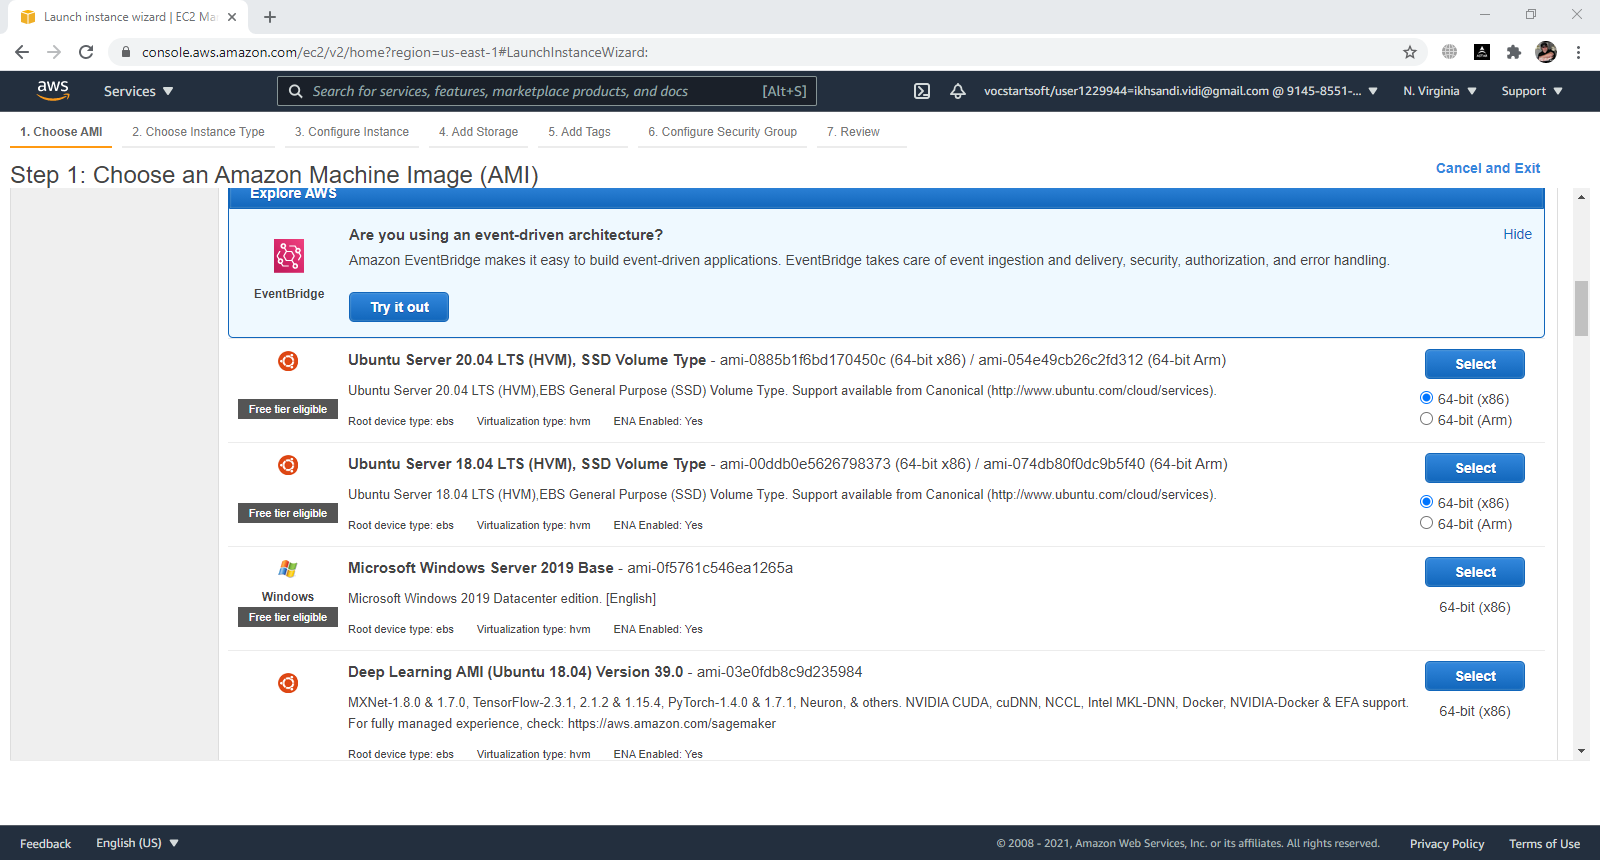 Launch instance wizard | EC2 Ma
console.aws.amazon.com/ec2/v2/home?region=us-east-1#LaunchInstanceWizard:
aws
Services
Search for services, features, marketplace products, and docs
[Alt+S]
vocstartsoft/user1229944=ikhsandi.vidi@gmail.com @ 9145-8551-...
N. Virginia
Support
1. Choose AMI
2. Choose Instance Type
3. Configure Instance
4. Add Storage
5. Add Tags
6. Configure Security Group
7. Review
Step 1: Choose an Amazon Machine Image (AMI)
Cancel and Exit
Explore AWS
Are you using an event-driven architecture?
Hide
Amazon EventBridge makes it easy to build event-driven applications. EventBridge takes care of event ingestion and delivery, security, authorization, and error handling.
EventBridge
Try it out
Ubuntu Server 20.04 LTS (HVM), SSD Volume Type - ami-0885b1f6bd170450c (64-bit x86) / ami-054e49cb26c2fd312 (64-bit Arm)
Select
Ubuntu Server 20.04 LTS (HVM),EBS General Purpose (SSD) Volume Type. Support available from Canonical (http://www.ubuntu.com/cloud/services).
64-bit (x86)
Free tier eligible
Root device type: ebs Virtualization type: hvm ENA Enabled: Yes
64-bit (Arm)
Ubuntu Server 18.04 LTS (HVM), SSD Volume Type - ami-00ddb0e5626798373 (64-bit x86) / ami-074db80f0dc9b5f40 (64-bit Arm)
Select
Ubuntu Server 18.04 LTS (HVM),EBS General Purpose (SSD) Volume Type. Support available from Canonical (http://www.ubuntu.com/cloud/services).
64-bit (x86)
Free tier eligible
Root device type: ebs Virtualization type: hvm ENA Enabled: Yes
64-bit (Arm)
Microsoft Windows Server 2019 Base - ami-0f5761c546ea1265a
Select
Windows
Microsoft Windows 2019 Datacenter edition. [English]
64-bit (x86)
Free tier eligible
Root device type: ebs Virtualization type: hvm ENA Enabled: Yes
Deep Learning AMI (Ubuntu 18.04) Version 39.0 - ami-03e0fdb8c9d235984
Select
MXNet-1.8.0 & 1.7.0, TensorFlow-2.3.1, 2.1.2 & 1.15.4, PyTorch-1.4.0 & 1.7.1, Neuron, & others. NVIDIA CUDA, cuDNN, NCCL, Intel MKL-DNN, Docker, NVIDIA-Docker & EFA support.
64-bit (x86)
For fully managed experience, check: https://aws.amazon.com/sagemaker
Root device type: ebs Virtualization type: hvm ENA Enabled: Yes
Feedback
English (US)
© 2008 - 2021, Amazon Web Services, Inc. or its affiliates. All rights reserved.
Privacy Policy
Terms of Use